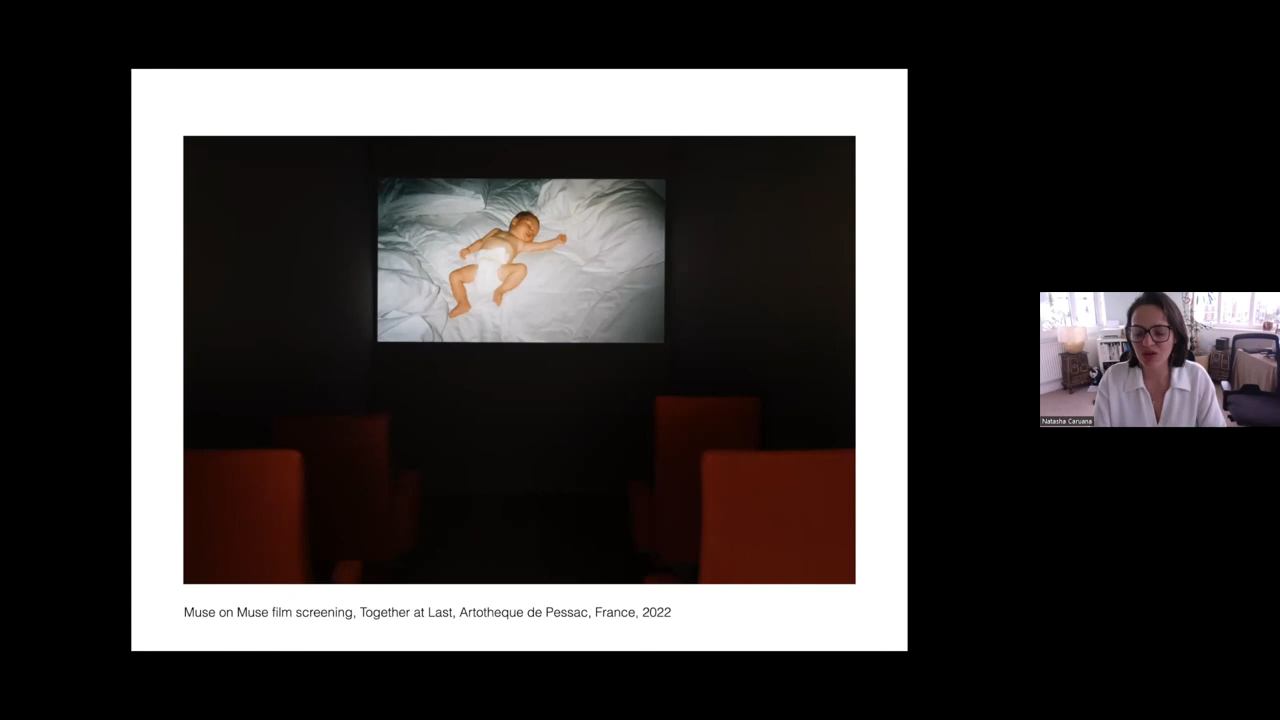 Muse on Muse film screening, Together at Last, Artotheque de Pessac, France, 2022
Natasha Caruana